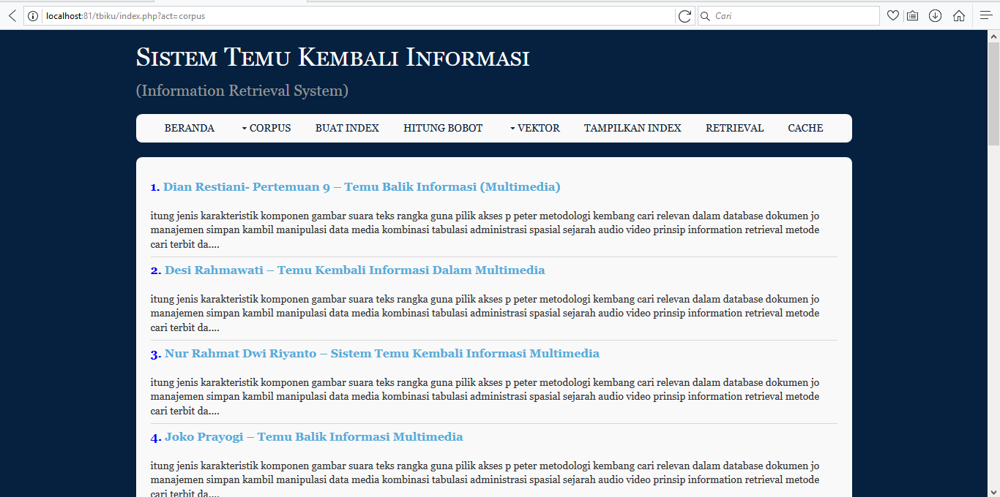 localhost:81/tbiku/index.php?act=corpus
Cari
Sistem Temu Kembali Informasi
(Information Retrieval System)
BERANDA CORPUS BUAT INDEX HITUNG BOBOT VEKTOR TAMPILKAN INDEX RETRIEVAL CACHE
1. Dian Restiani- Pertemuan 9 – Temu Balik Informasi (Multimedia)
itung jenis karakteristik komponen gambar suara teks rangka guna pilik akses p peter metodologi kembang cari relevan dalam database dokumen jo
manajemen simpan kambil manipulasi data media kombinasi tabulasi administrasi spasial sejarah audio video prinsip information retrieval metode
cari terbit da....
2. Desi Rahmawati – Temu Kembali Informasi Dalam Multimedia
itung jenis karakteristik komponen gambar suara teks rangka guna pilik akses p peter metodologi kembang cari relevan dalam database dokumen jo
manajemen simpan kambil manipulasi data media kombinasi tabulasi administrasi spasial sejarah audio video prinsip information retrieval metode
cari terbit da....
3. Nur Rahmat Dwi Riyanto – Sistem Temu Kembali Informasi Multimedia
itung jenis karakteristik komponen gambar suara teks rangka guna pilik akses p peter metodologi kembang cari relevan dalam database dokumen jo
manajemen simpan kambil manipulasi data media kombinasi tabulasi administrasi spasial sejarah audio video prinsip information retrieval metode
cari terbit da....
4. Joko Prayogi – Temu Balik Informasi Multimedia
itung jenis karakteristik komponen gambar suara teks rangka guna pilik akses p peter metodologi kembang cari relevan dalam database dokumen jo
manajemen simpan kambil manipulasi data media kombinasi tabulasi administrasi spasial sejarah audio video prinsip information retrieval metode
cari terbit da....